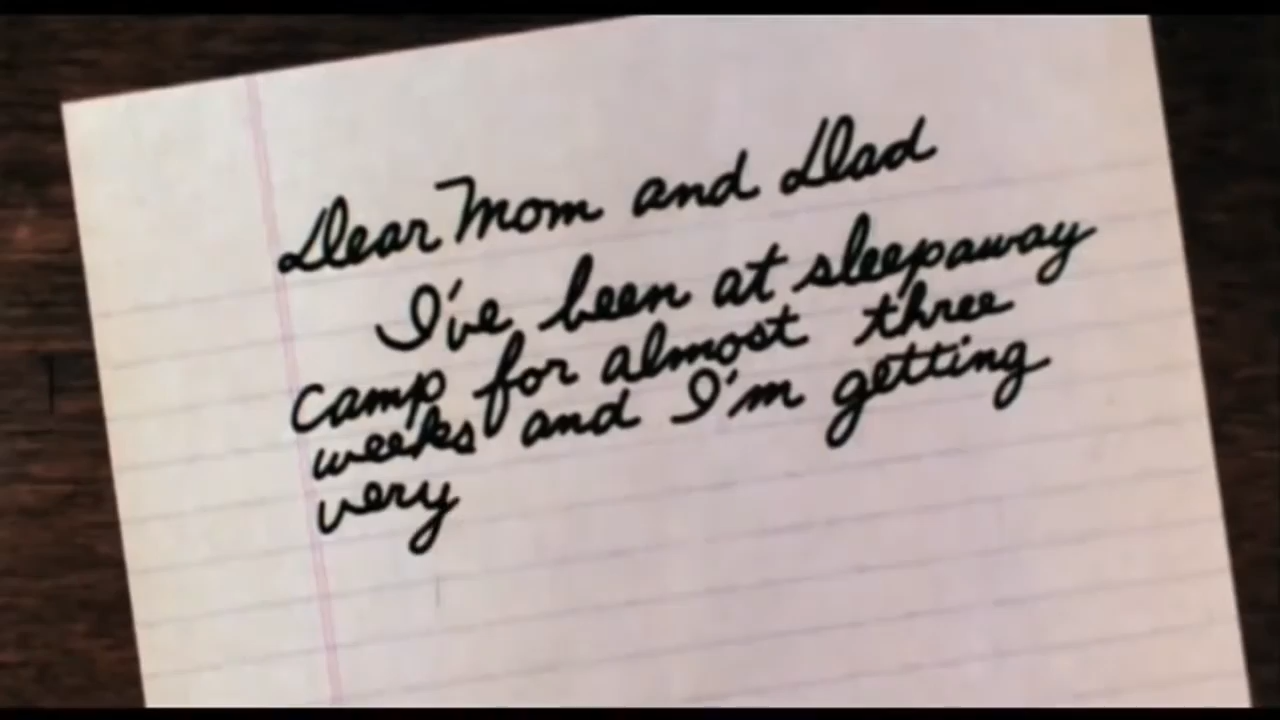 Dear Mom and Dad
I've been at sleepaway
camp for almost three
weeks and I'm getting
very